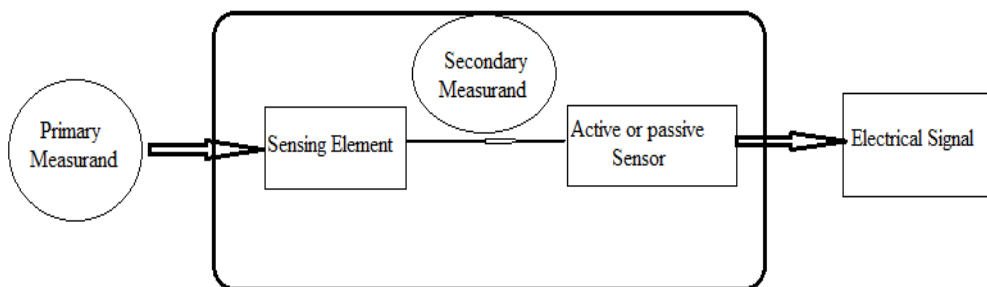 Primary
Measurand
Sensing Element
Secondary
Measurand
Active or passive
Sensor
Electrical Signal